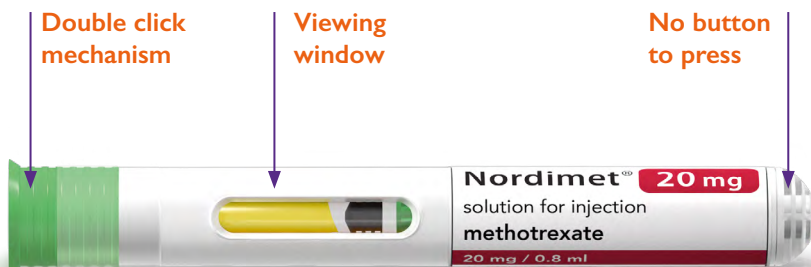 Double click
mechanism
Viewing
window
No button
to press
Nordimet® 20 mg
solution for injection
methotrexate
20 mg / 0.8 ml